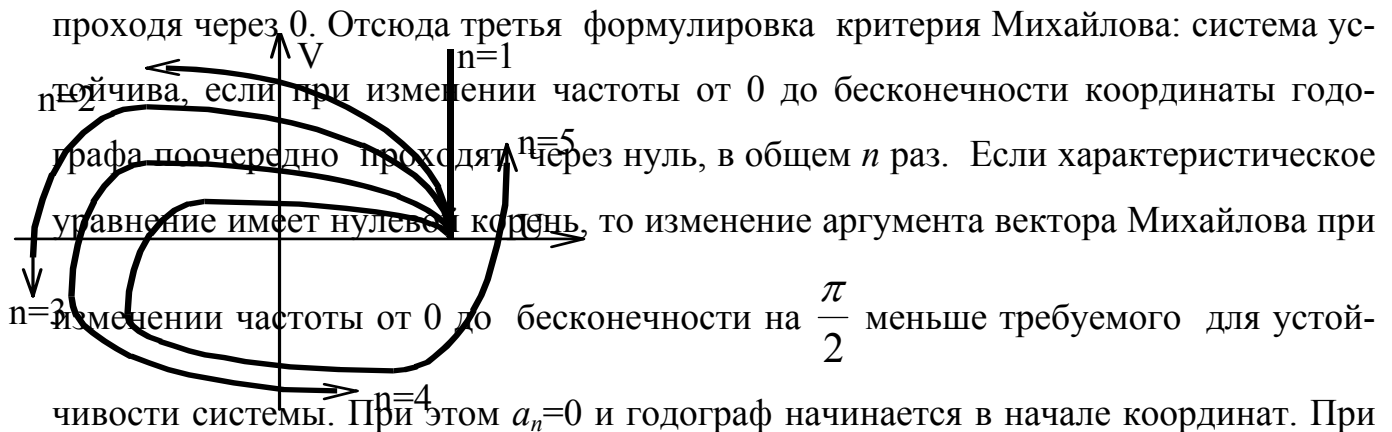 проходя через 0. Отсюда третья формулировка критерия Михайлова: система ус-
V n=1
тойчива, если при изменении частоты от 0 до бесконечности координаты годо-
n=2
графа поочередно проходят через нуль, в общем n раз. Если характеристическое
n=5
уравнение имеет нулевой корень, то изменение аргумента вектора Михайлова при
U
изменении частоты от 0 до бесконечности на π/2 меньше требуемого для устой-
n=3
чивости системы. При этом aₙ=0 и годограф начинается в начале координат. При
n=4